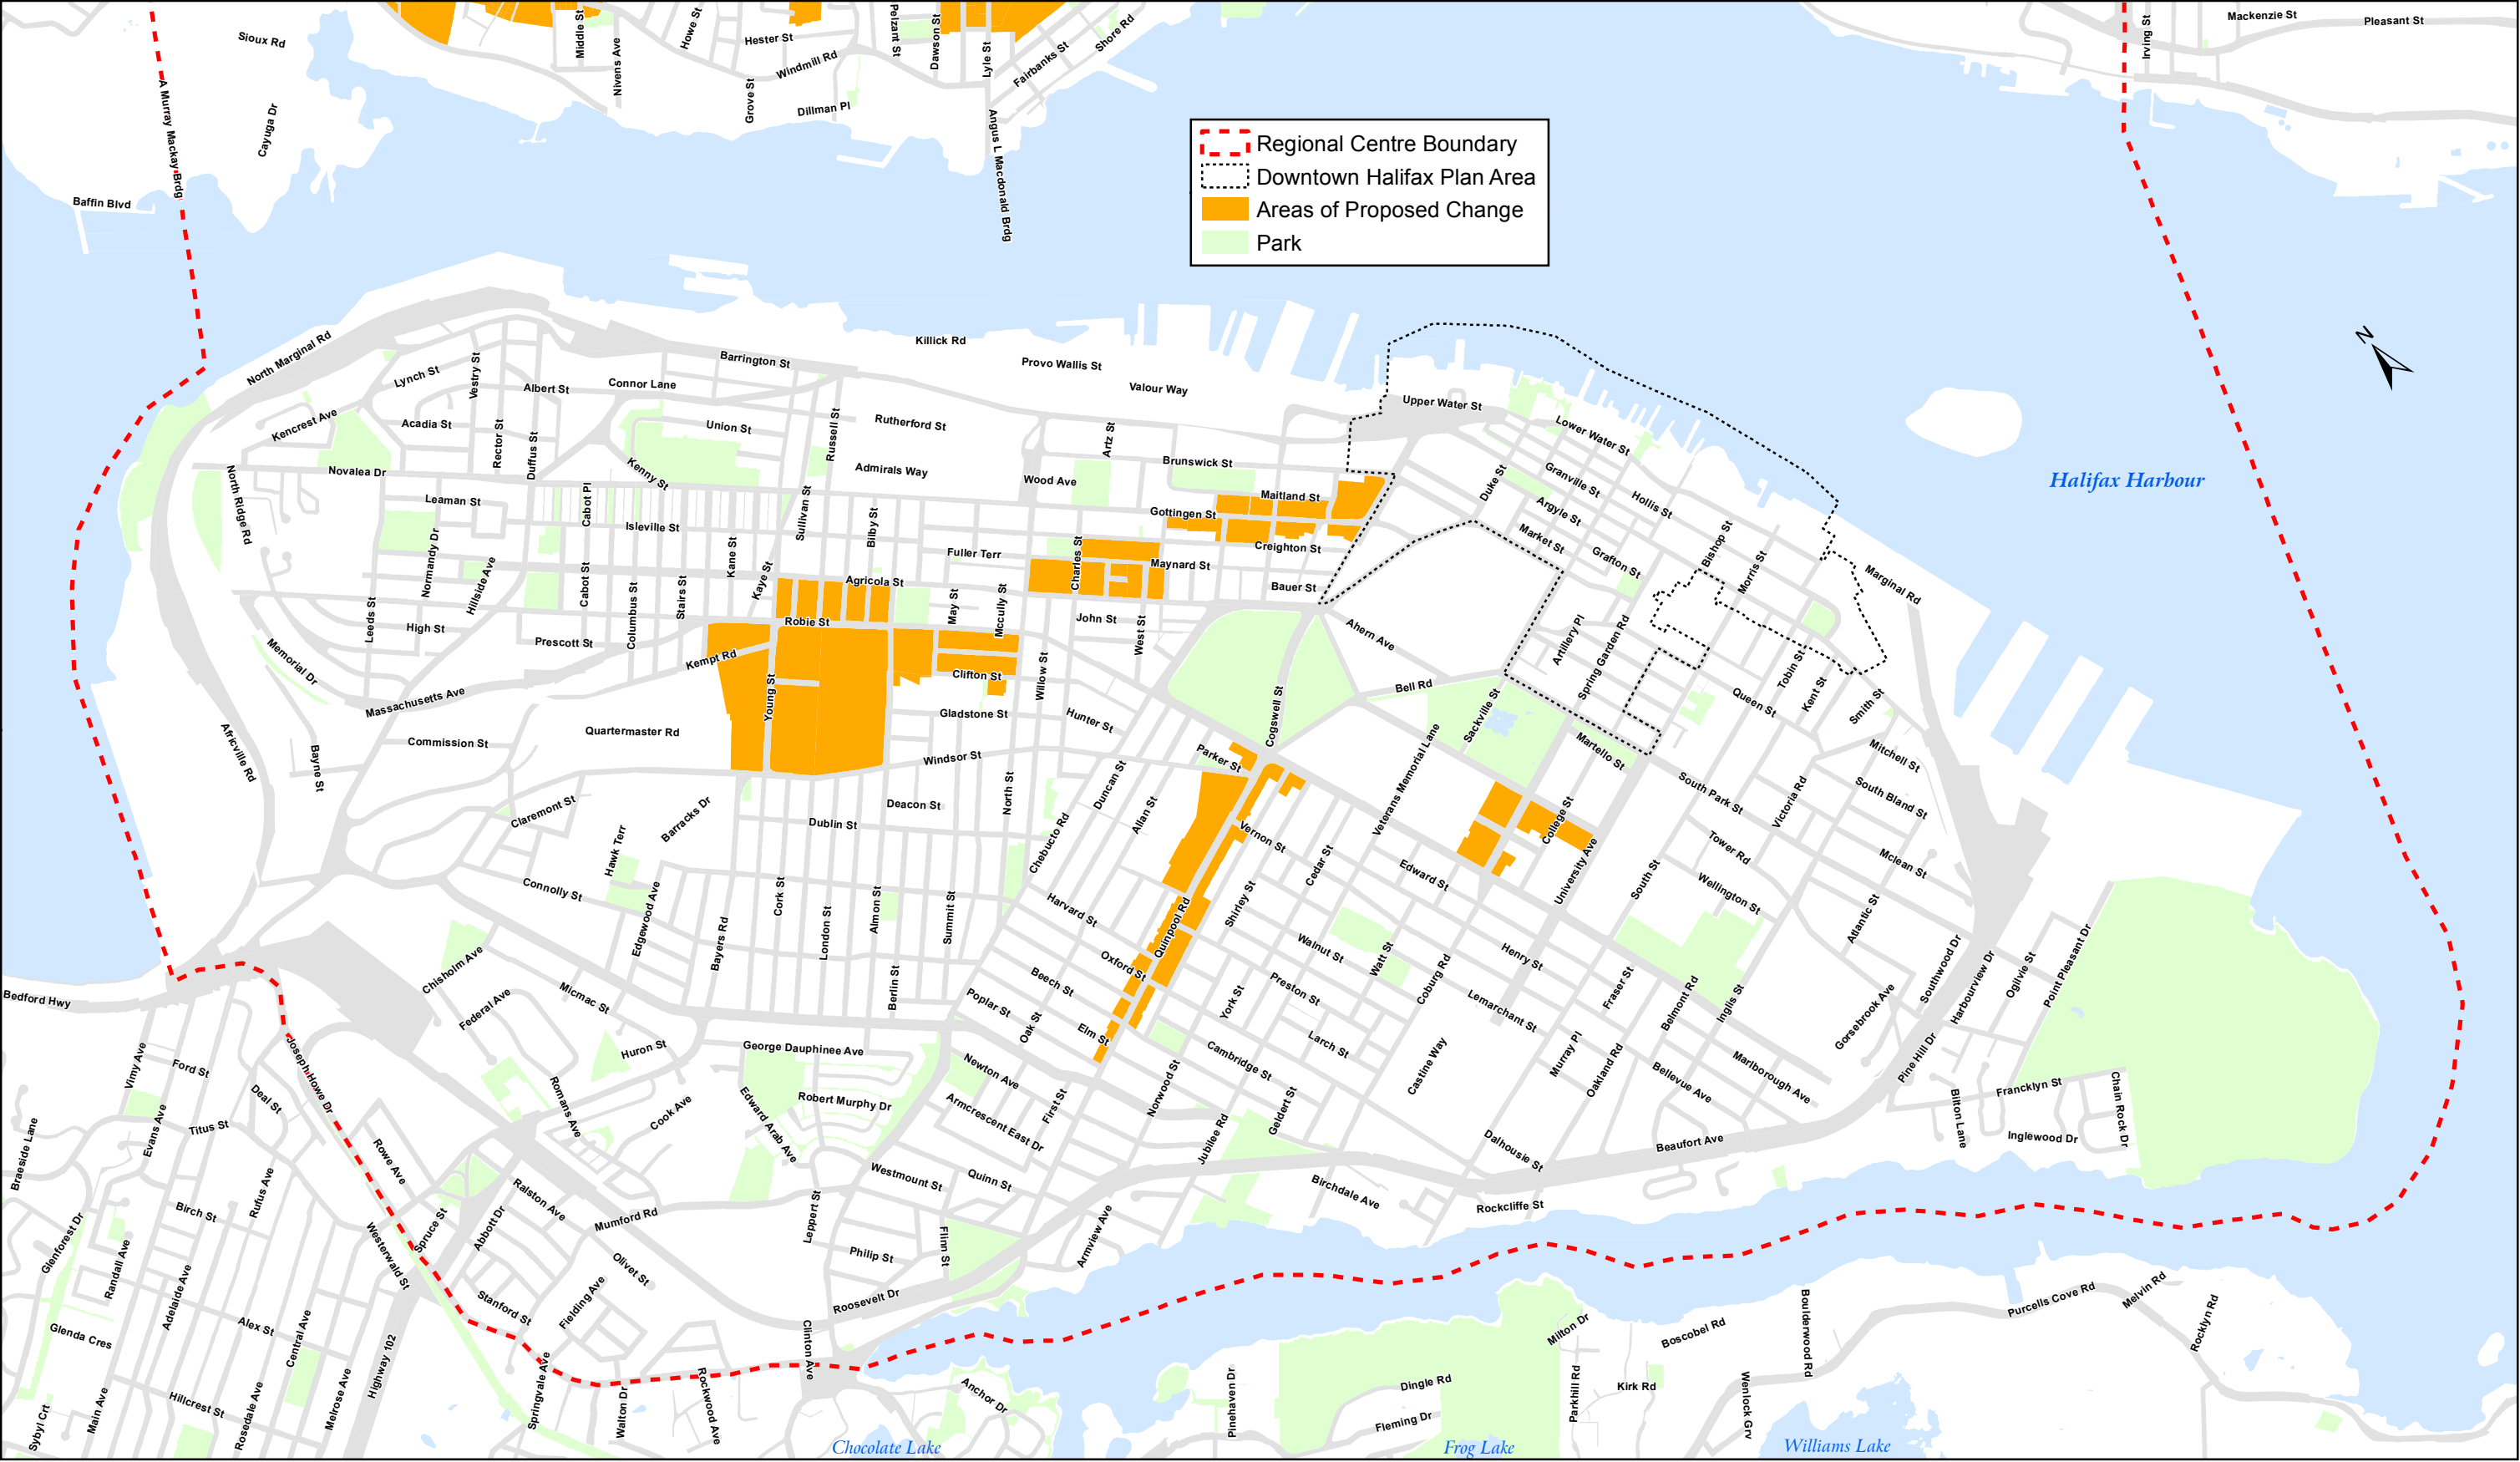 Sioux Rd
Middle St
Nivens Ave
Howe St
Hester St
Windmill Rd
Grove St
Dillman Pl
Pelzant St
Dawson St
Lyle St
Fairbanks St
Shore Rd
Irving St
Mackenzie St
Pleasant St
A Murray Mackay Brdg
Cayuga Dr
Baffin Blvd
Angus L Macdonald Brdg
Regional Centre Boundary
Downtown Halifax Plan Area
Areas of Proposed Change
Park
N
Halifax Harbour
North Marginal Rd
Lynch St
Vestry St
Albert St
Connor Lane
Barrington St
Killick Rd
Provo Wallis St
Valour Way
Upper Water St
Lower Water St
Kencrest Ave
Acadia St
Rector St
Duffus St
Union St
Russell St
Rutherford St
Artz St
Brunswick St
Novalea Dr
Kenny St
Admirals Way
Wood Ave
Maitland St
Duke St
Granville St
Hollis St
North Ridge Rd
Leaman St
Cabot Pl
Isleville St
Sullivan St
Bilby St
Gottingen St
Argyle St
Market St
Grafton St
Bishop St
Morris St
Marginal Rd
Normandy Dr
Hillside Ave
Kane St
Kaye St
Fuller Terr
Charles St
Creighton St
Maynard St
Bauer St
Cabot St
Columbus St
Stairs St
Agricola St
May St
Mccully St
Leeds St
High St
Prescott St
Robie St
John St
West St
Ahern Ave
Artillery Pl
Spring Garden Rd
Memorial Dr
Kempt Rd
Clifton St
Willow St
Bell Rd
Sackville St
Queen St
Tobin St
Kent St
Smith St
Massachusetts Ave
Young St
Gladstone St
Hunter St
Cogswell St
Africville Rd
Bayne St
Commission St
Quartermaster Rd
Windsor St
Parker St
Veterans Memorial Lane
Martello St
Mitchell St
South Park St
Victoria Rd
South Bland St
Claremont St
Barracks Dr
Deacon St
North St
Duncan St
Allan St
Hawk Terr
Dublin St
Chebucto Rd
Vernon St
Cedar St
Edward St
College St
University Ave
Tower Rd
Mclean St
Connolly St
Edgewood Ave
Cork St
London St
Almon St
Summit St
Bayers Rd
Harvard St
Quinpool Rd
Shirley St
South St
Wellington St
Atlantic St
Chisholm Ave
Micmac St
Berlin St
Beech St
Oxford St
Walnut St
Watt St
Coburg Rd
Henry St
Southwood Dr
Harbourview Dr
Ogilvie St
Point Pleasant Dr
Bedford Hwy
Federal Ave
Poplar St
Oak St
Elm St
York St
Preston St
Lemarchant St
Fraser St
Belmont Rd
Inglis St
Gorsebrook Ave
Vimy Ave
Ford St
Joseph Howe Dr
Huron St
George Dauphinee Ave
Newton Ave
Cambridge St
Larch St
Castine Way
Murray Pl
Oakland Rd
Bellevue Ave
Marlborough Ave
Pine Hill Dr
Francklyn St
Chain Rock Dr
Bilton Lane
Inglewood Dr
Deal St
Romans Ave
Cook Ave
Edward Arab Ave
Robert Murphy Dr
Armcrescent East Dr
First St
Norwood St
Jubilee Rd
Geldert St
Evans Ave
Titus St
Braeside Lane
Rowe Ave
Rufus Ave
Westmount St
Quinn St
Birchdale Ave
Dalhousie St
Beaufort Ave
Rockcliffe St
Birch St
Spruce St
Abbott Dr
Ralston Ave
Mumford Rd
Leppert St
Philip St
Flinn St
Armview Ave
Glenforest Dr
Randall Ave
Adelaide Ave
Westerwald St
Olivet St
Stanford St
Fielding Ave
Roosevelt Dr
Clinton Ave
Glenda Cres
Alex St
Central Ave
Highway 102
Boulderwood Rd
Purcells Cove Rd
Melvin Rd
Rocklyn Rd
Milton Dr
Boscobel Rd
Sybyl Crt
Main Ave
Hillcrest St
Rosedale Ave
Melrose Ave
Springvale Ave
Walton Dr
Rockwood Ave
Anchor Dr
Pinehaven Dr
Dingle Rd
Fleming Dr
Parkhill Rd
Kirk Rd
Wenlock Grv
Chocolate Lake
Frog Lake
Williams Lake